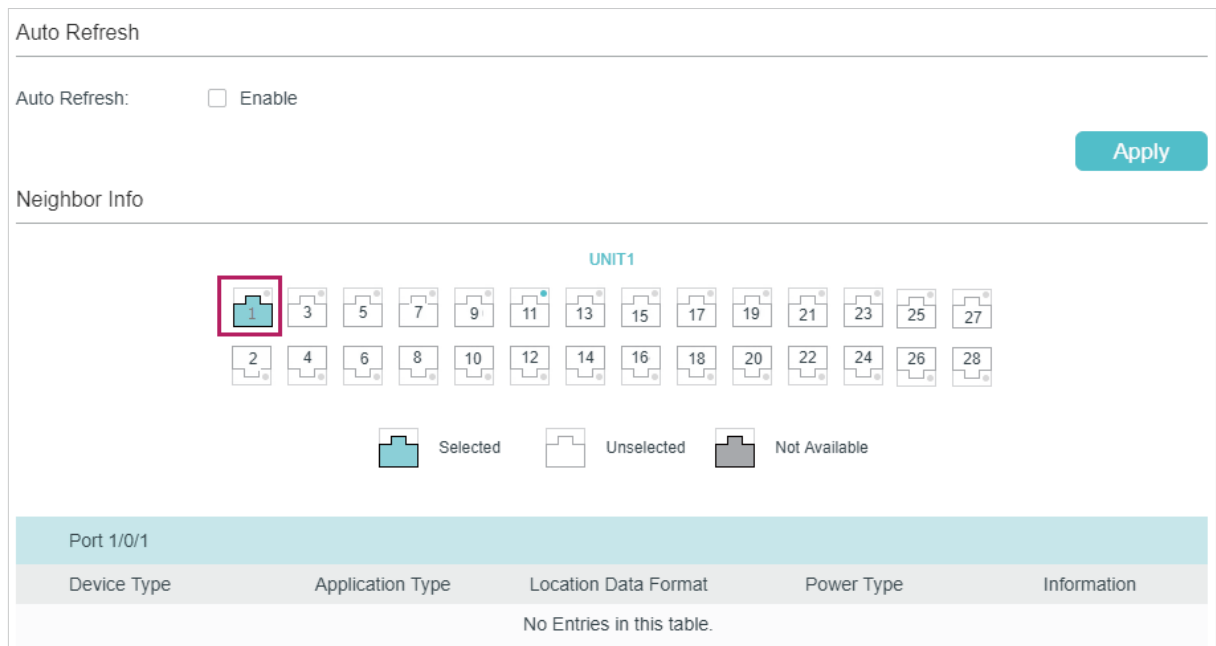 Auto Refresh
Auto Refresh: Enable
Apply
Neighbor Info
UNIT1
1 3 5 7 9 11 13 15 17 19 21 23 25 27
2 4 6 8 10 12 14 16 18 20 22 24 26 28
Selected Unselected Not Available
Port 1/0/1
Device Type Application Type Location Data Format Power Type Information
No Entries in this table.